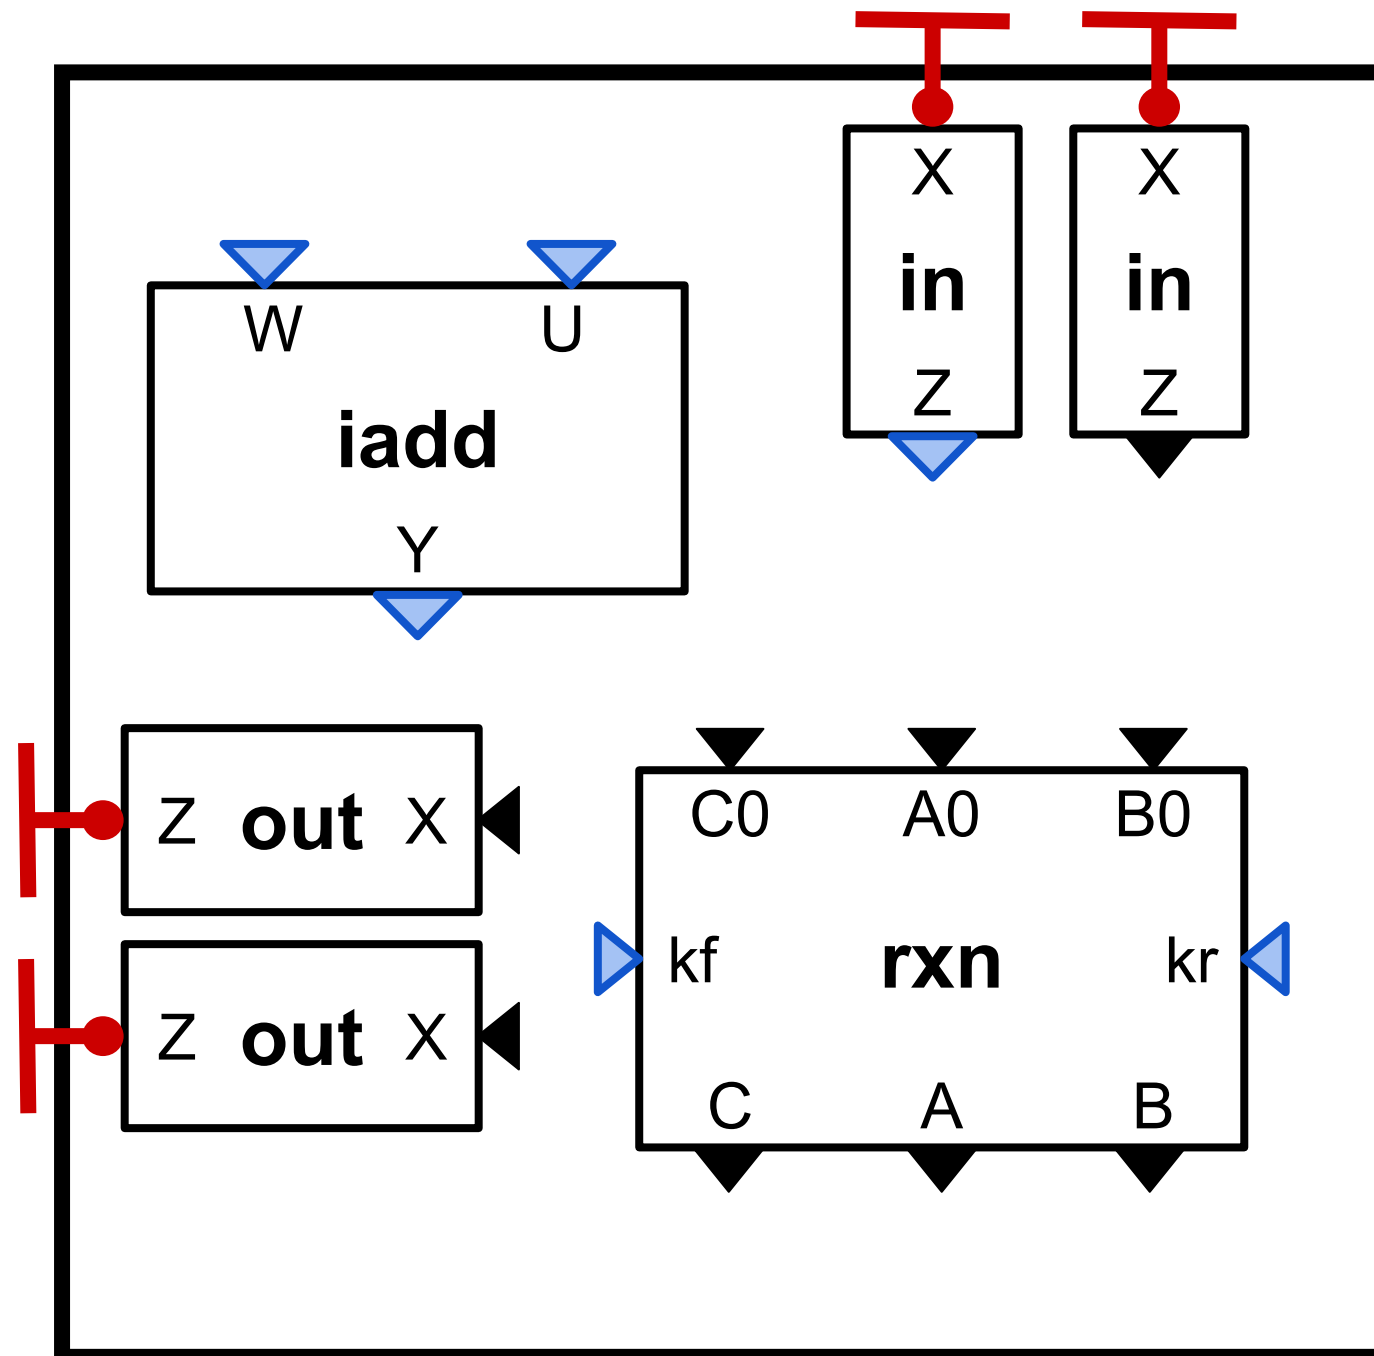 X X
in in
Z Z
W U
iadd
Y
Z out X
Z out X
C0 A0 B0
kf rxn kr
C A B